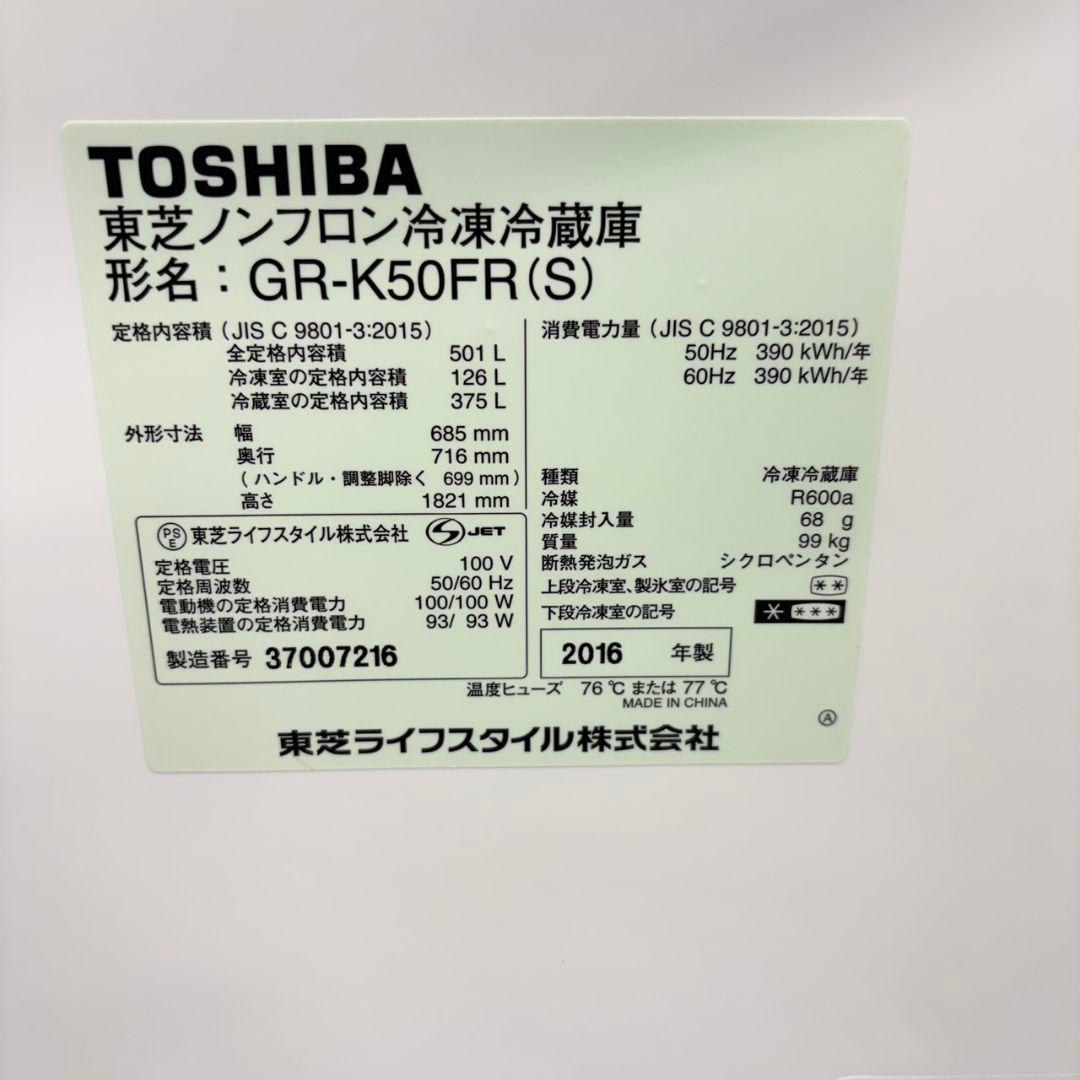 TOSHIBA
東芝ノンフロン冷凍冷蔵庫
形名：GR-K50FR(S)
定格内容積（JIS C 9801-3:2015）
全定格内容積 501 L
冷凍室の定格内容積 126 L
冷蔵室の定格内容積 375 L
外形寸法 幅 685 mm
奥行 716 mm
（ハンドル・調整脚除く 699 mm）
高さ 1821 mm
消費電力量（JIS C 9801-3:2015）
50Hz 390 kWh/年
60Hz 390 kWh/年
種類 冷凍冷蔵庫
冷媒 R600a
冷媒封入量 68 g
質量 99 kg
断熱発泡ガス シクロペンタン
上段冷凍室、製氷室の記号 **
下段冷凍室の記号 * ***
PSE 東芝ライフスタイル株式会社 JET
定格電圧 100 V
定格周波数 50/60 Hz
電動機の定格消費電力 100/100 W
電熱装置の定格消費電力 93/ 93 W
製造番号 37007216
2016 年製
温度ヒューズ 76℃ または 77℃
MADE IN CHINA
Ⓐ
東芝ライフスタイル株式会社